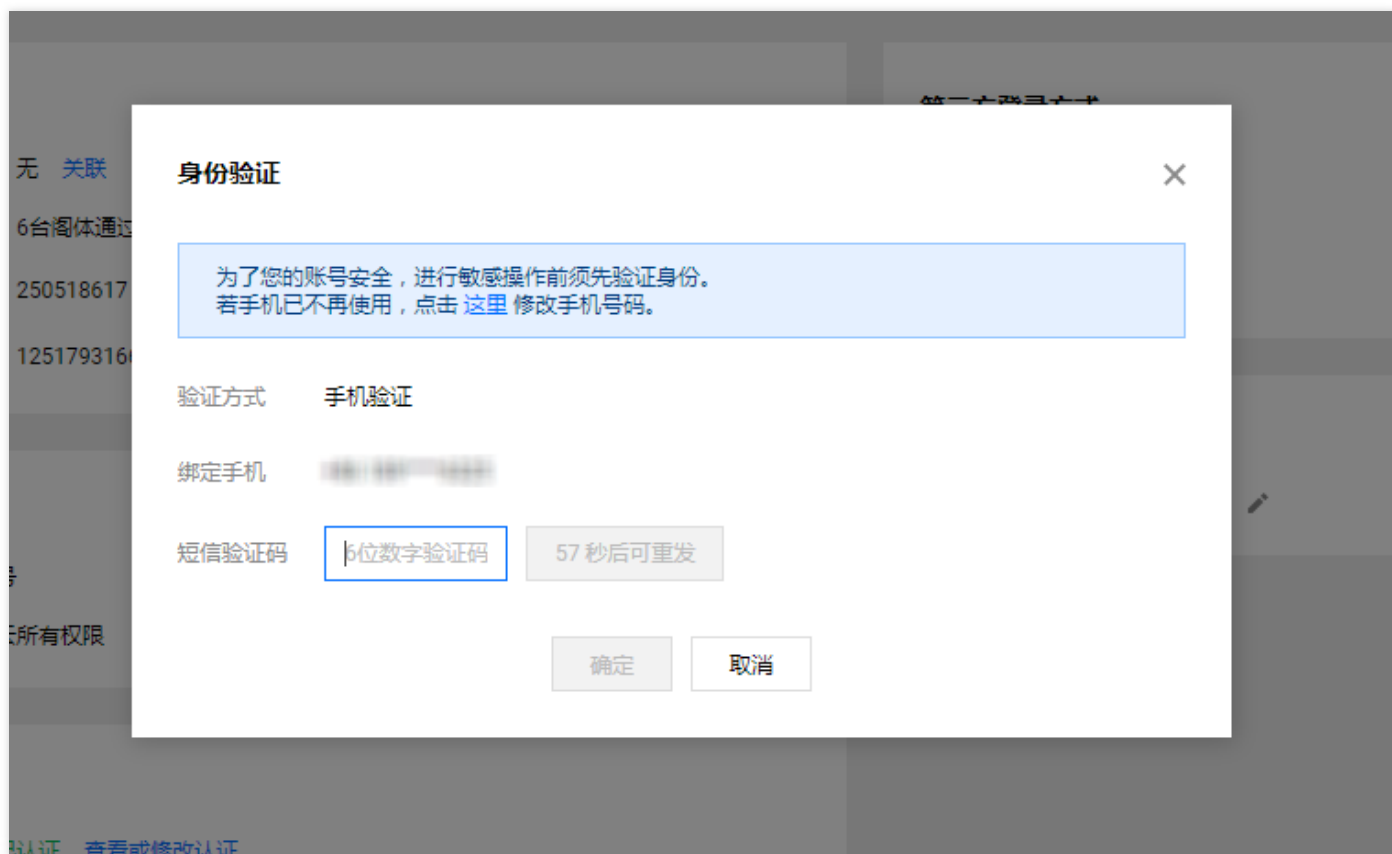 无 关联
6台阁体通过
250518617
125179316
身份验证
为了您的账号安全，进行敏感操作前须先验证身份。
若手机已不再使用，点击 这里 修改手机号码。
验证方式 手机验证
绑定手机
短信验证码 6位数字验证码 57 秒后可重发
确定 取消
所有权限
认证 查看或修改认证